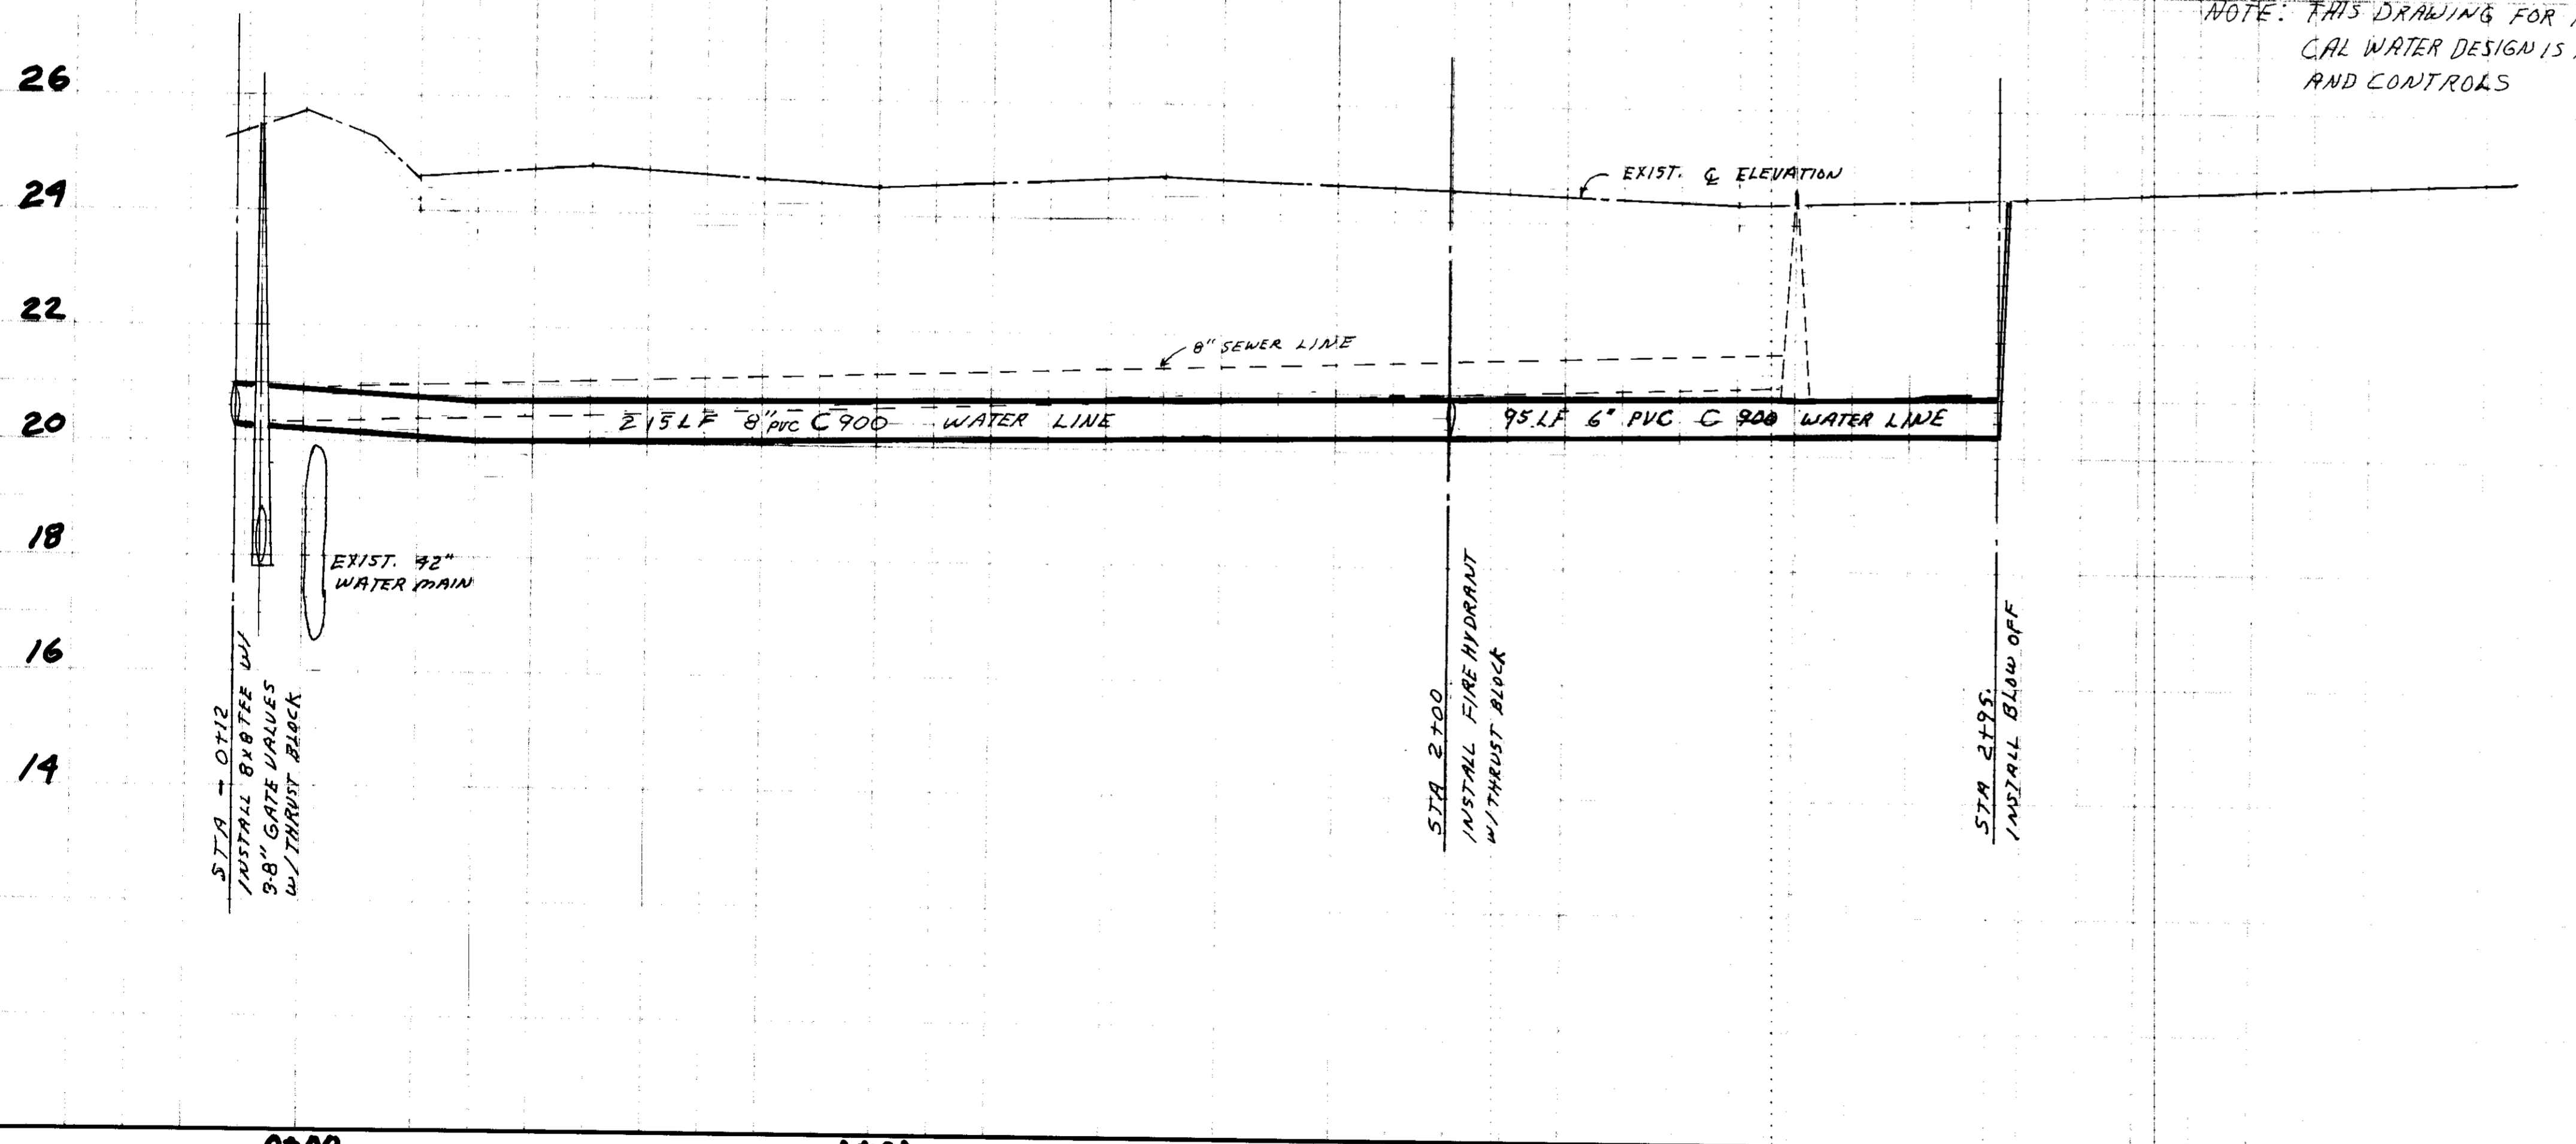 NOTE: THIS DRAWING FOR
CAL WATER DESIGN IS
AND CONTROLS
26
24
22
20
18
16
14
EXIST. ℄ ELEVATION
8" SEWER LINE
215 LF 8" PVC C 900 WATER LINE
95 LF 6" PVC C 900 WATER LINE
EXIST. 42"
WATER MAIN
STA - 0+12
INSTALL 8X8 TEE W/
3-8" GATE VALVES
W/ THRUST BLOCK
STA 2+00
INSTALL FIRE HYDRANT
W/ THRUST BLOCK
STA 2+95.
INSTALL BLOW OFF
0+00